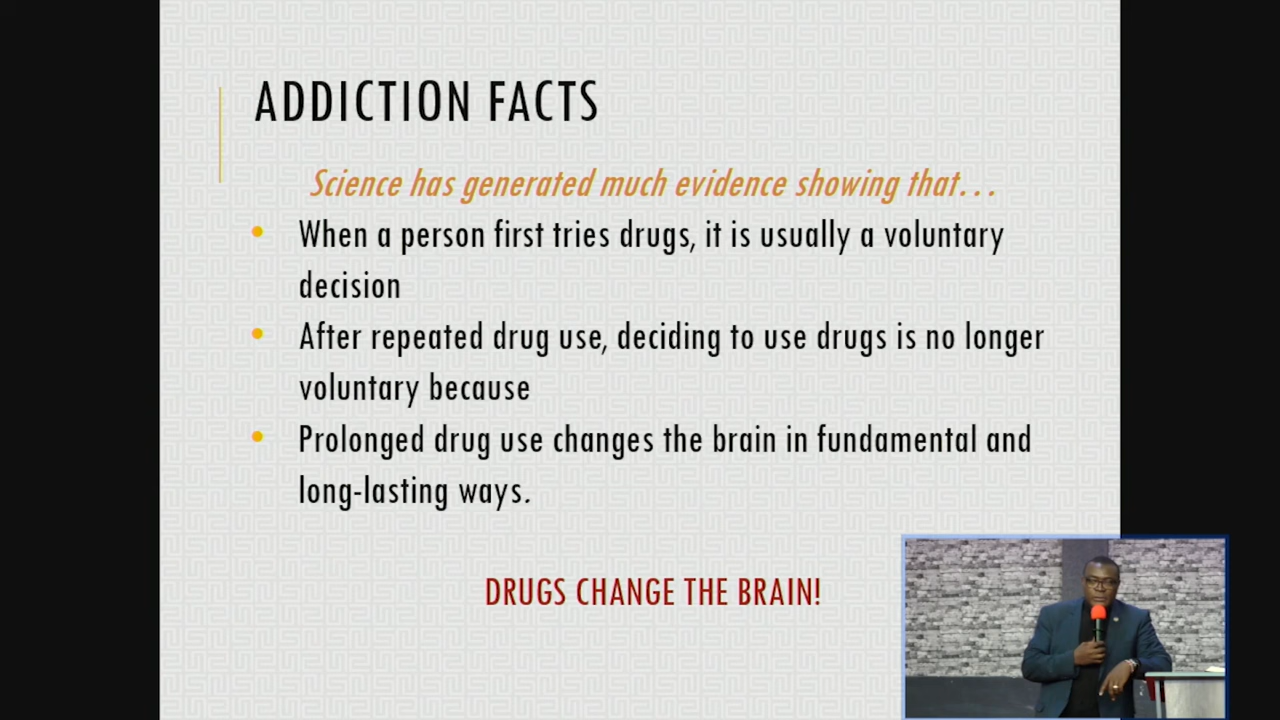 ADDICTION FACTS
Science has generated much evidence showing that…
• When a person first tries drugs, it is usually a voluntary
decision
• After repeated drug use, deciding to use drugs is no longer
voluntary because
• Prolonged drug use changes the brain in fundamental and
long-lasting ways.
DRUGS CHANGE THE BRAIN!